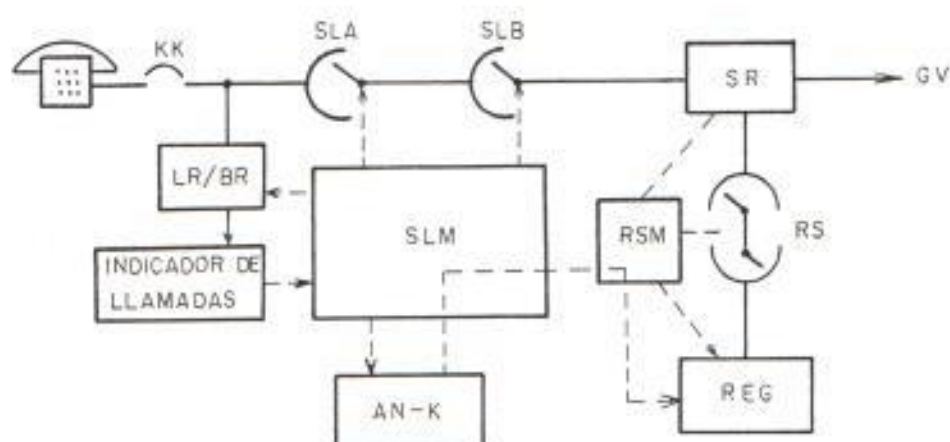 KK
SLA
SLB
SR
GV
LR/BR
SLM
RSM
RS
INDICADOR DE
LLAMADAS
AN-K
REG